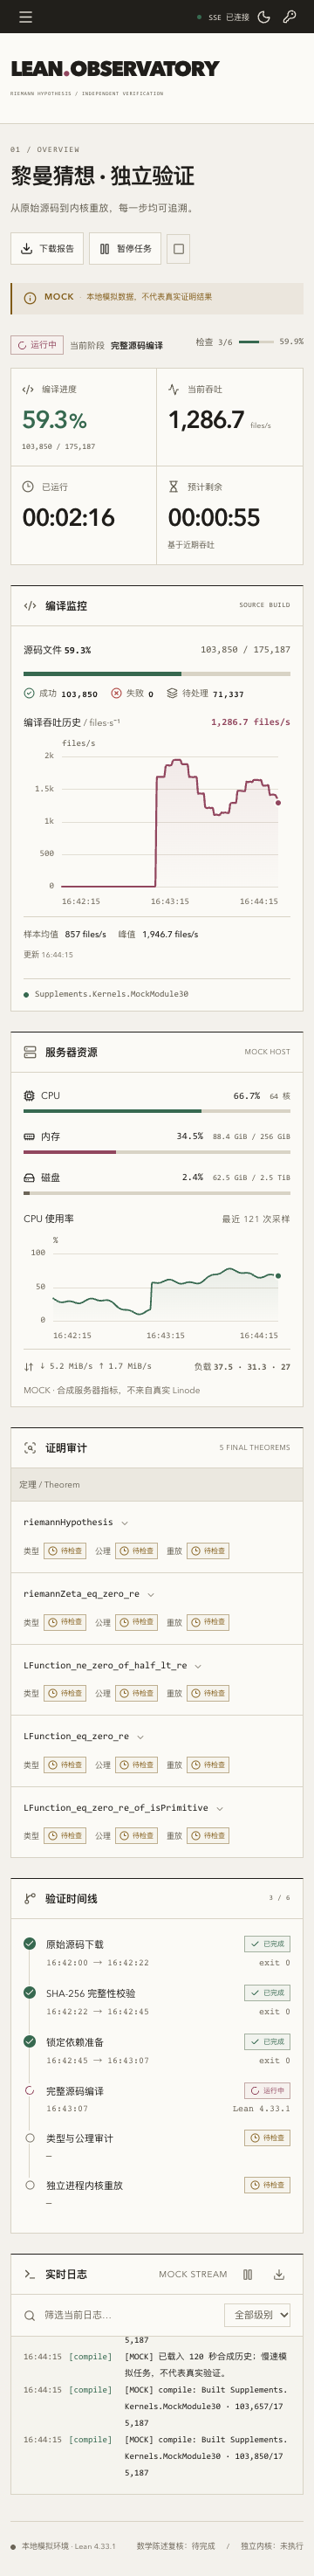 SSE 已连接
LEAN.OBSERVATORY
RIEMANN HYPOTHESIS / INDEPENDENT VERIFICATION
01 / OVERVIEW
黎曼猜想 · 独立验证
从原始源码到内核重放，每一步均可追溯。
下载报告 暂停任务
MOCK · 本地模拟数据，不代表真实证明结果
运行中 当前阶段 完整源码编译 检查 3/6 59.9%
编译进度
59.3%
103,850 / 175,187
当前吞吐
1,286.7 files/s
已运行
00:02:16
预计剩余
00:00:55
基于近期吞吐
编译监控 SOURCE BUILD
源码文件 59.3% 103,850 / 175,187
成功 103,850 失败 0 待处理 71,337
编译吞吐历史 / files·s⁻¹ 1,286.7 files/s
files/s
2k
1.5k
1k
500
0
16:42:15 16:43:15 16:44:15
样本均值 857 files/s 峰值 1,946.7 files/s
更新 16:44:15
Supplements.Kernels.MockModule30
服务器资源 MOCK HOST
CPU 66.7% 64 核
内存 34.5% 88.4 GiB / 256 GiB
磁盘 2.4% 62.5 GiB / 2.5 TiB
CPU 使用率 最近 121 次采样
%
100
50
0
16:42:15 16:43:15 16:44:15
↓ 5.2 MiB/s ↑ 1.7 MiB/s 负载 37.5 · 31.3 · 27
MOCK · 合成服务器指标，不来自真实 Linode
证明审计 5 FINAL THEOREMS
定理 / Theorem
riemannHypothesis
类型 待检查 公理 待检查 重放 待检查
riemannZeta_eq_zero_re
类型 待检查 公理 待检查 重放 待检查
LFunction_ne_zero_of_half_lt_re
类型 待检查 公理 待检查 重放 待检查
LFunction_eq_zero_re
类型 待检查 公理 待检查 重放 待检查
LFunction_eq_zero_re_of_isPrimitive
类型 待检查 公理 待检查 重放 待检查
验证时间线 3 / 6
原始源码下载 已完成
16:42:00 → 16:42:22 exit 0
SHA-256 完整性校验 已完成
16:42:22 → 16:42:45 exit 0
锁定依赖准备 已完成
16:42:45 → 16:43:07 exit 0
完整源码编译 运行中
16:43:07 Lean 4.33.1
类型与公理审计 待检查
—
独立进程内核重放 待检查
—
实时日志 MOCK STREAM
筛选当前日志... 全部级别
5,187
16:44:15 [compile] [MOCK] 已载入 120 秒合成历史；慢速模
拟任务，不代表真实验证。
16:44:15 [compile] [MOCK] compile: Built Supplements.
Kernels.MockModule30 · 103,657/17
5,187
16:44:15 [compile] [MOCK] compile: Built Supplements.
Kernels.MockModule30 · 103,850/17
5,187
本地模拟环境 · Lean 4.33.1 数学陈述复核：待完成 / 独立内核：未执行